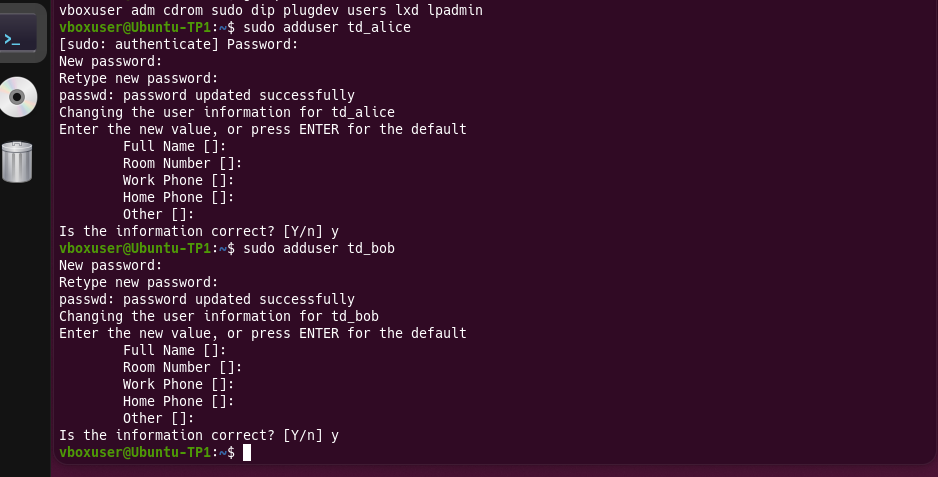 vboxuser adm cdrom sudo dip plugdev users lxd lpadmin
vboxuser@Ubuntu-TP1:~$ sudo adduser td_alice
[sudo: authenticate] Password:
New password:
Retype new password:
passwd: password updated successfully
Changing the user information for td_alice
Enter the new value, or press ENTER for the default
        Full Name []:
        Room Number []:
        Work Phone []:
        Home Phone []:
        Other []:
Is the information correct? [Y/n] y
vboxuser@Ubuntu-TP1:~$ sudo adduser td_bob
New password:
Retype new password:
passwd: password updated successfully
Changing the user information for td_bob
Enter the new value, or press ENTER for the default
        Full Name []:
        Room Number []:
        Work Phone []:
        Home Phone []:
        Other []:
Is the information correct? [Y/n] y
vboxuser@Ubuntu-TP1:~$